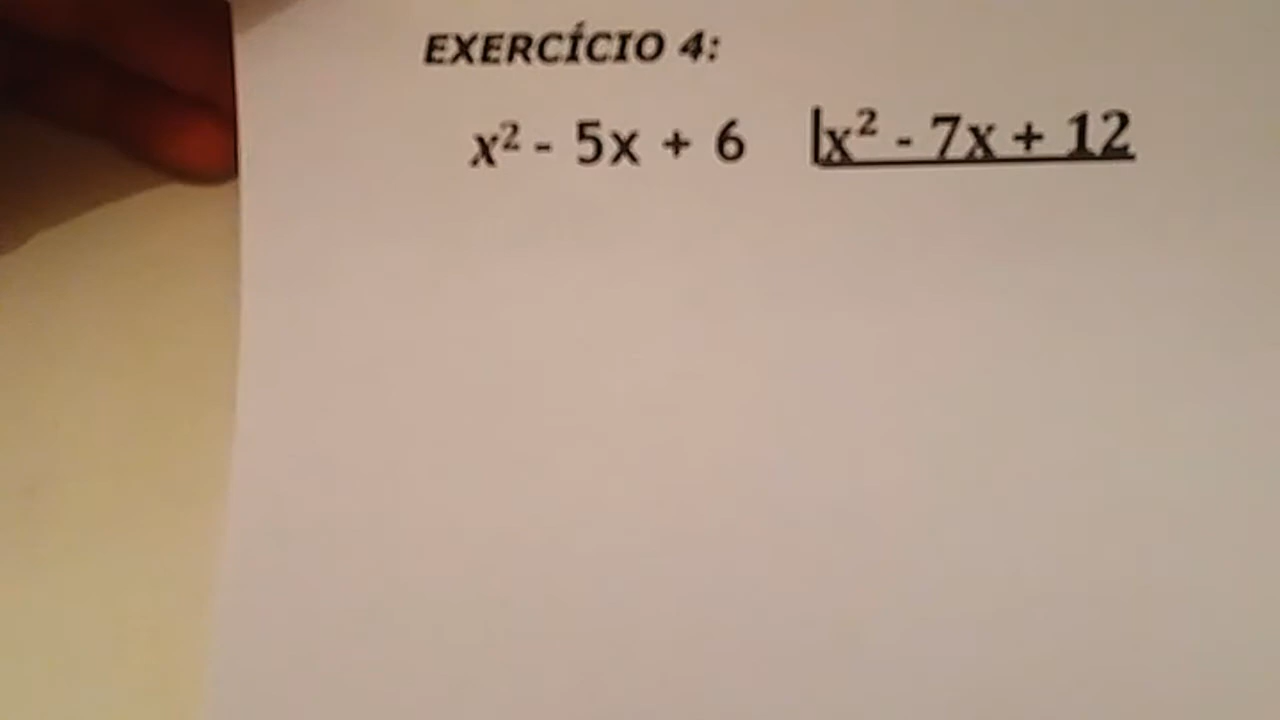 EXERCÍCIO 4:
x² - 5x + 6 |x² - 7x + 12